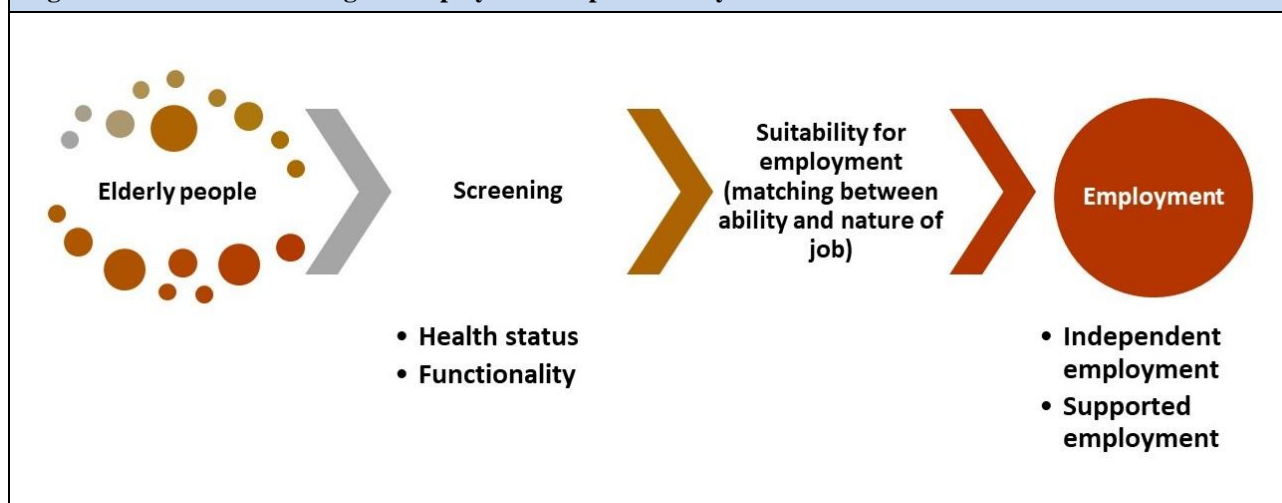 Elderly people
Screening
• Health status
• Functionality
Suitability for
employment
(matching between
ability and nature of
job)
Employment
• Independent
employment
• Supported
employment